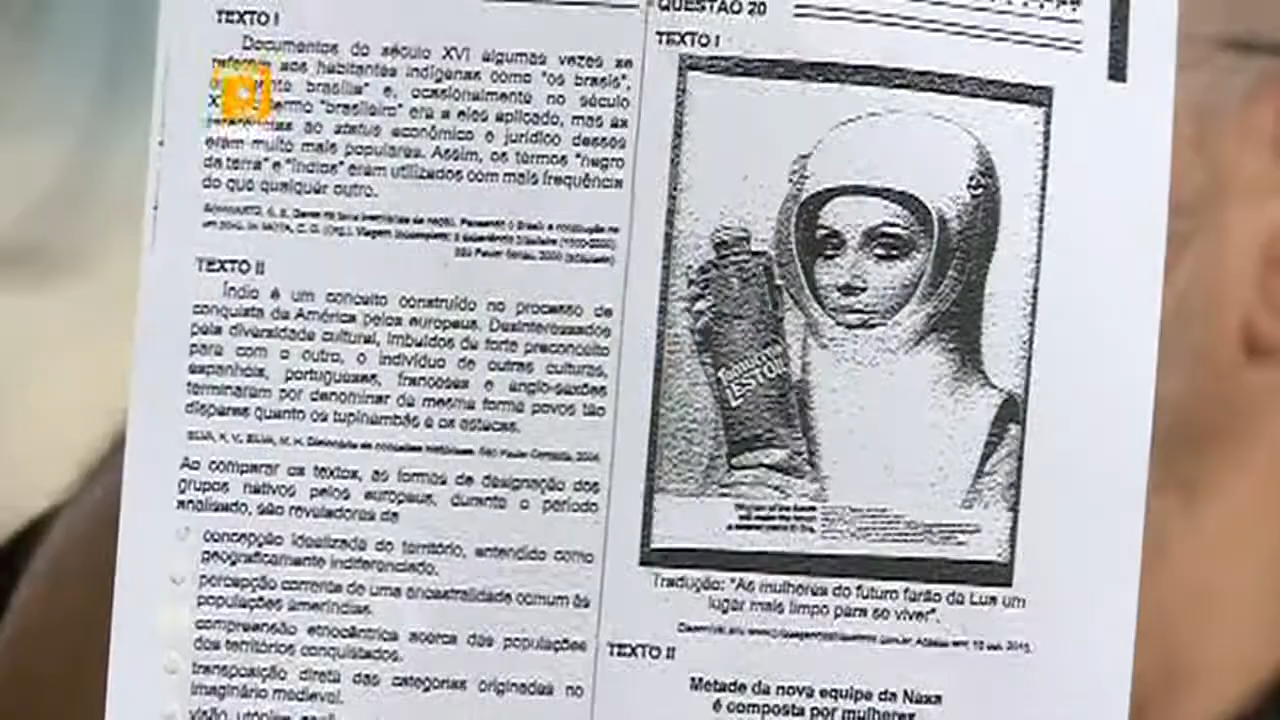 TEXTO I
Documentos do século XVI algumas vezes se
aos habitantes indígenas como "os brasis",
brasília" e, ocasionalmente no século
"brasileiro" era a eles aplicado, mas as
ao status econômico e jurídico desses
eram muito mais populares. Assim, os termos "negro
da terra" e "índios" eram utilizados com mais frequência
do que qualquer outro.
TEXTO II
Índio é um conceito construído no processo de
conquista da América pelos europeus. Desinteressados
pela diversidade cultural, imbuídos de forte preconceito
para com o outro, o indivíduo de outras culturas,
espanhóis, portugueses, franceses e anglo-saxões
terminaram por denominar da mesma forma povos tão
díspares quanto os tupinambás e os astecas.
Ao comparar os textos, as formas de designação dos
grupos nativos pelos europeus, durante o período
analisado, são reveladoras da
concepção idealizada do território, entendido como
geograficamente indiferenciado.
percepção corrente de uma ancestralidade comum às
populações ameríndias.
compreensão etnocêntrica acerca das populações
dos territórios conquistados.
transposição direta das categorias originadas no
imaginário medieval.
visão utópica
QUESTÃO 20
TEXTO I
LESTOIL
Tradução: "As mulheres do futuro farão da Lua um
lugar mais limpo para se viver".
TEXTO II
Metade da nova equipe da Nasa
é composta por mulheres